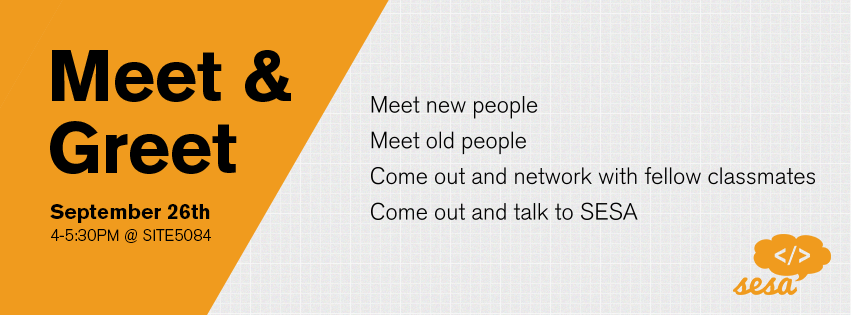 Meet &
Greet
September 26th
4-5:30PM @ SITE5084
Meet new people
Meet old people
Come out and network with fellow classmates
Come out and talk to SESA
</>
sesa